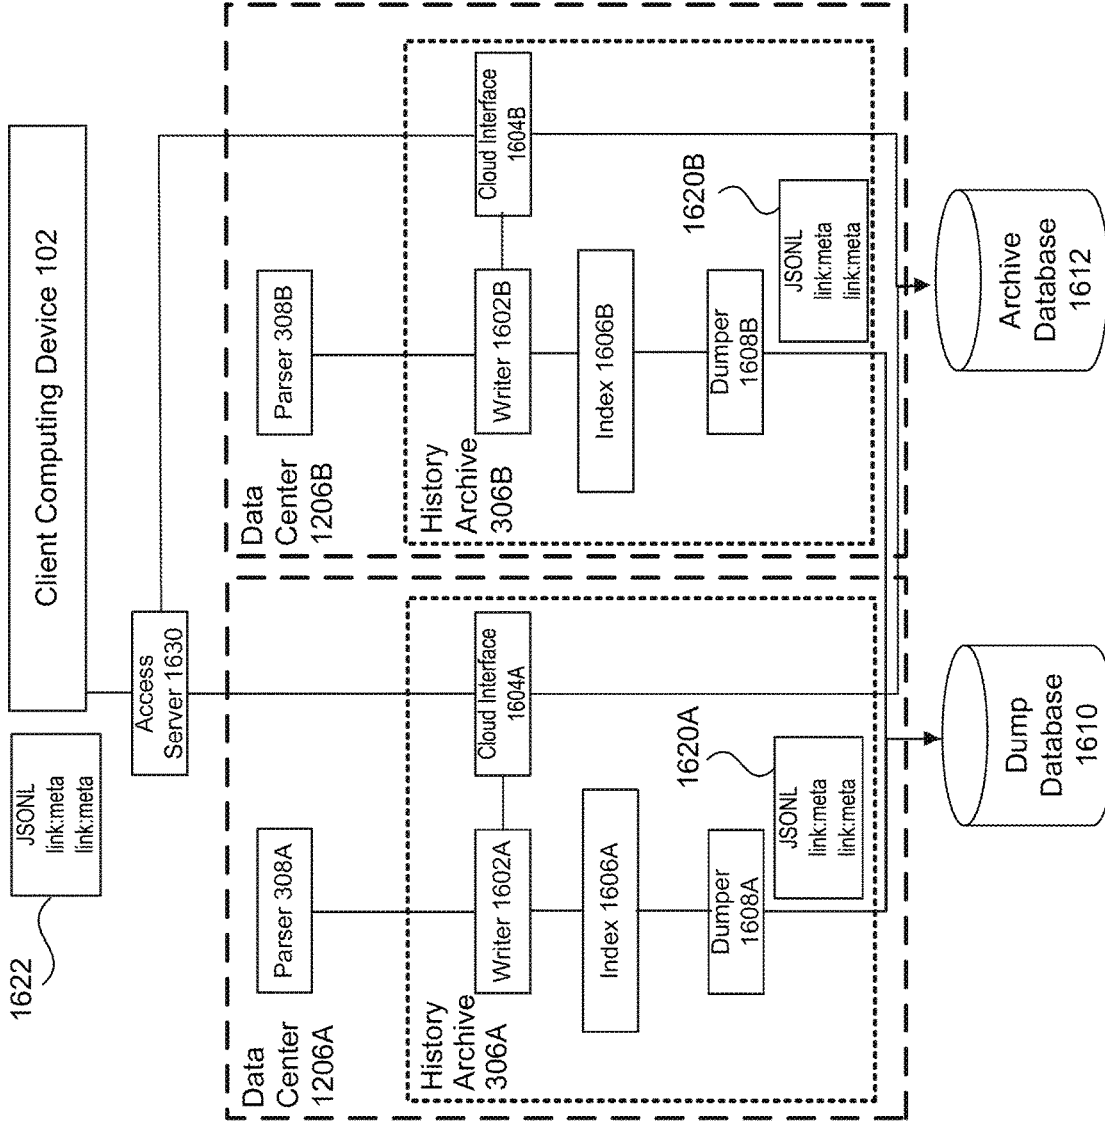 Client Computing Device 102
JSONL
link:meta
link:meta
1622
Access
Server 1630
Data
Center
1206A
Parser 308A
History
Archive
306A
Writer 1602A
Cloud Interface
1604A
Index 1606A
Dumper
1608A
1620A
JSONL
link:meta
link:meta
Data
Center
1206B
Parser 308B
History
Archive
306B
Writer 1602B
Cloud Interface
1604B
Index 1606B
Dumper
1608B
1620B
JSONL
link:meta
link:meta
Dump
Database
1610
Archive
Database
1612